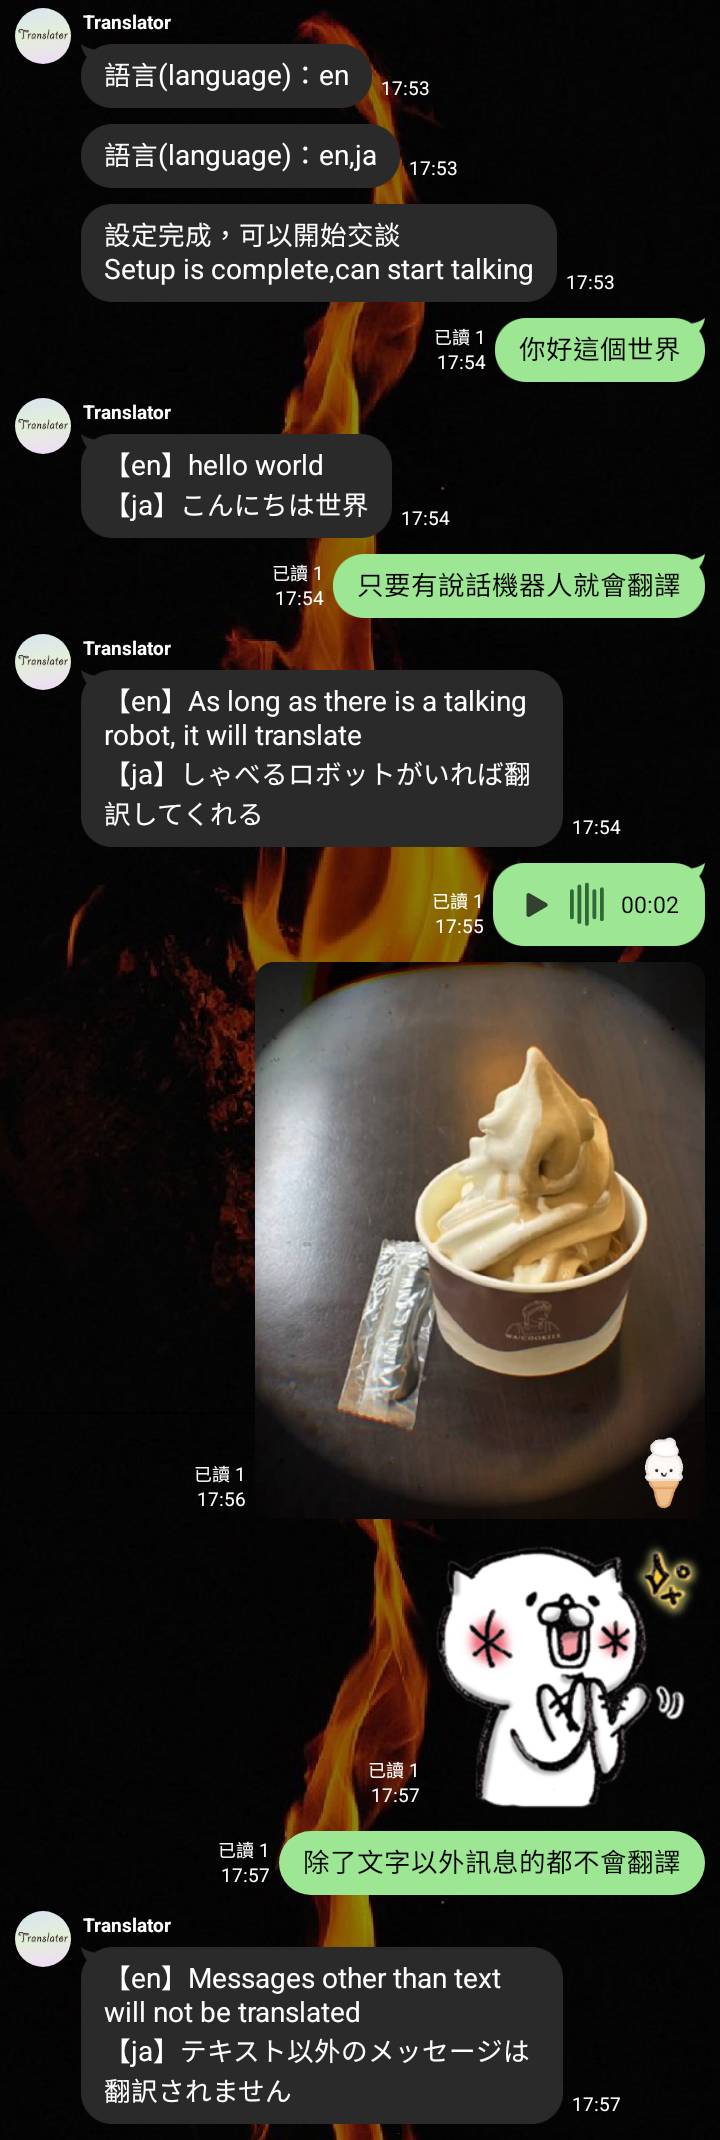 Translator
Translator
語言(language)：en
17:53
語言(language)：en,ja
17:53
設定完成，可以開始交談
Setup is complete,can start talking
17:53
已讀 1
17:54
你好這個世界
Translator
Translator
【en】hello world
【ja】こんにちは世界
17:54
已讀 1
17:54
只要有說話機器人就會翻譯
Translator
Translator
【en】As long as there is a talking
robot, it will translate
【ja】しゃべるロボットがいれば翻
訳してくれる
17:54
已讀 1
17:55
00:02
已讀 1
17:56
已讀 1
17:57
已讀 1
17:57
除了文字以外訊息的都不會翻譯
Translator
Translator
【en】Messages other than text
will not be translated
【ja】テキスト以外のメッセージは
翻訳されません
17:57